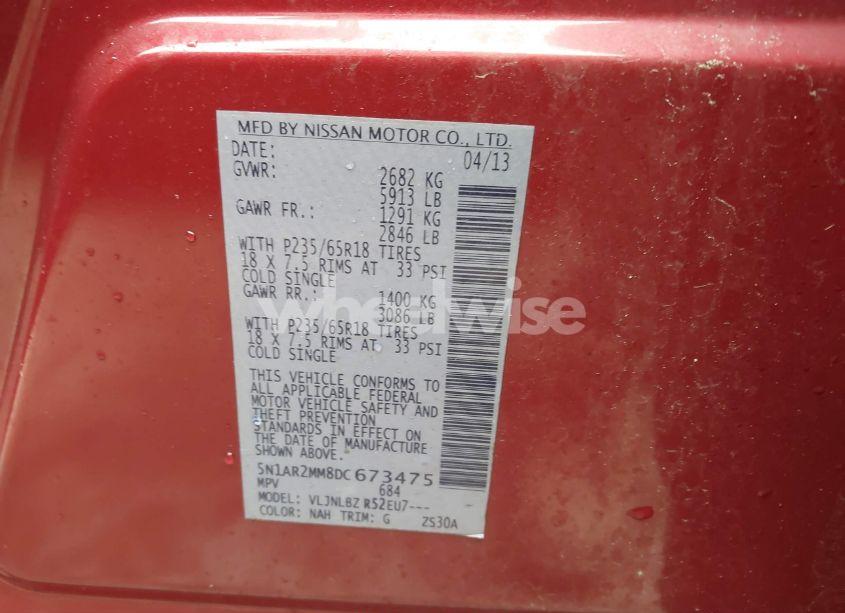 MFD BY NISSAN MOTOR CO., LTD.
DATE: 04/13
GVWR: 2682 KG
5913 LB
GAWR FR.: 1291 KG
2846 LB
WITH P235/65R18 TIRES
18 X 7.5 RIMS AT 33 PSI
COLD SINGLE
GAWR RR.: 1400 KG
3086 LB
WITH P235/65R18 TIRES
18 X 7.5 RIMS AT 33 PSI
COLD SINGLE
THIS VEHICLE CONFORMS TO
ALL APPLICABLE FEDERAL
MOTOR VEHICLE SAFETY AND
THEFT PREVENTION
STANDARDS IN EFFECT ON
THE DATE OF MANUFACTURE
SHOWN ABOVE.
5N1AR2MM8DC673475
MPV 684
MODEL: VLJNLBZ R52EU7---
COLOR: NAH TRIM: G ZS30A
wheelwise